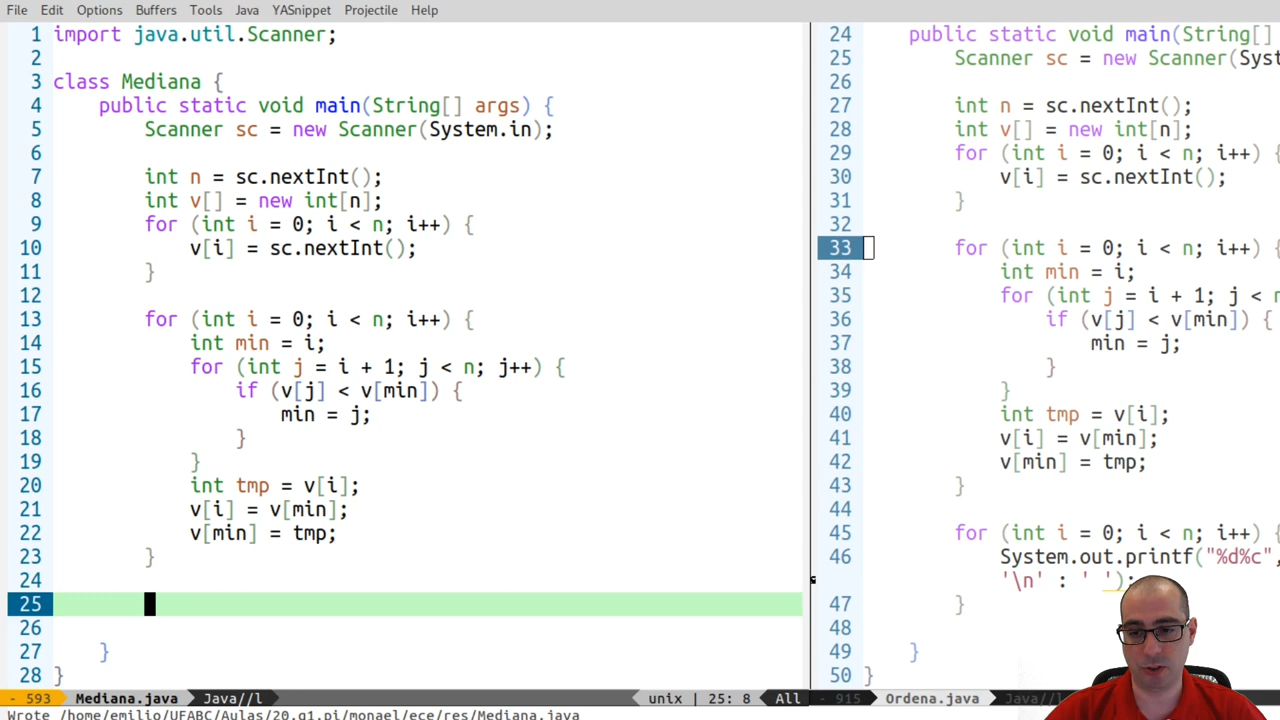 File Edit Options Buffers Tools Java YASnippet Projectile Help
1 import java.util.Scanner;
2
3 class Mediana {
4 public static void main(String[] args) {
5 Scanner sc = new Scanner(System.in);
6
7 int n = sc.nextInt();
8 int v[] = new int[n];
9 for (int i = 0; i < n; i++) {
10 v[i] = sc.nextInt();
11 }
12
13 for (int i = 0; i < n; i++) {
14 int min = i;
15 for (int j = i + 1; j < n; j++) {
16 if (v[j] < v[min]) {
17 min = j;
18 }
19 }
20 int tmp = v[i];
21 v[i] = v[min];
22 v[min] = tmp;
23 }
24
25
26
27 }
28 }
- 593 Mediana.java Java//l unix | 25: 8 All
24 public static void main(String[]
25 Scanner sc = new Scanner(Syst
26
27 int n = sc.nextInt();
28 int v[] = new int[n];
29 for (int i = 0; i < n; i++) {
30 v[i] = sc.nextInt();
31 }
32
33 for (int i = 0; i < n; i++) {
34 int min = i;
35 for (int j = i + 1; j < n
36 if (v[j] < v[min]) {
37 min = j;
38 }
39 }
40 int tmp = v[i];
41 v[i] = v[min];
42 v[min] = tmp;
43 }
44
45 for (int i = 0; i < n; i++) {
46 System.out.printf("%d%c",
'\n' : ' ');
47 }
48
49 }
50 }
- 915 Ordena.java Java//l
Wrote /home/emilio/UFABC/Aulas/20.q1.pi/monael/ece/res/Mediana.java